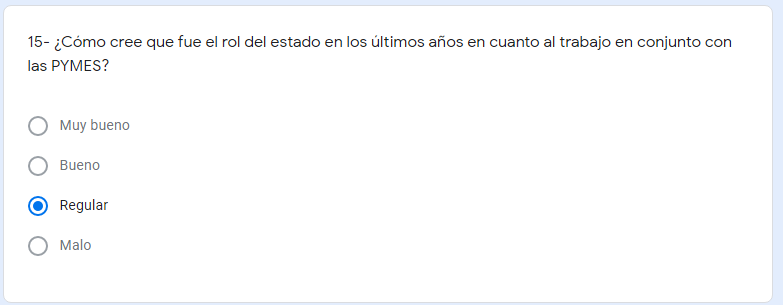 15- ¿Cómo cree que fue el rol del estado en los últimos años en cuanto al trabajo en conjunto con
las PYMES?
Muy bueno
Bueno
Regular
Malo